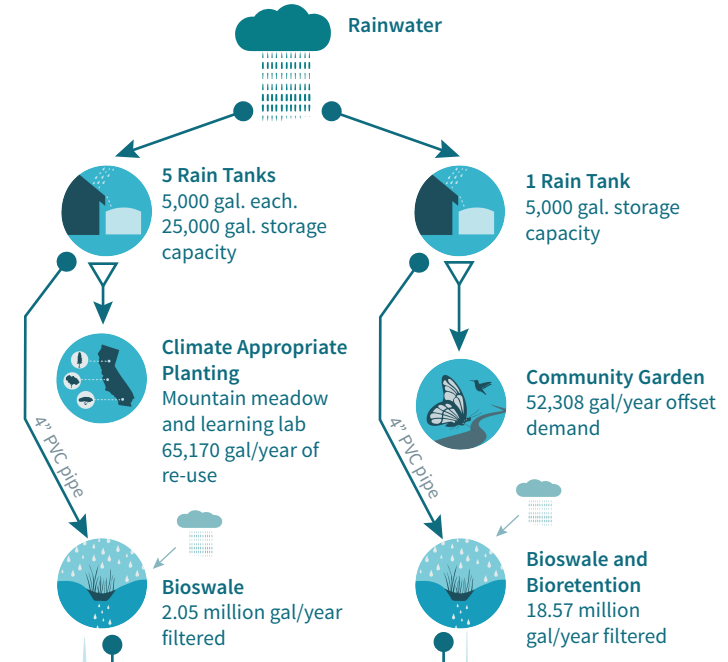 Rainwater
5 Rain Tanks
5,000 gal. each.
25,000 gal. storage
capacity
1 Rain Tank
5,000 gal. storage
capacity
Climate Appropriate
Planting
Mountain meadow
and learning lab
65,170 gal/year of
re-use
Community Garden
52,308 gal/year offset
demand
4” PVC pipe
4” PVC pipe
Bioswale
2.05 million gal/year
filtered
Bioswale and
Bioretention
18.57 million
gal/year filtered